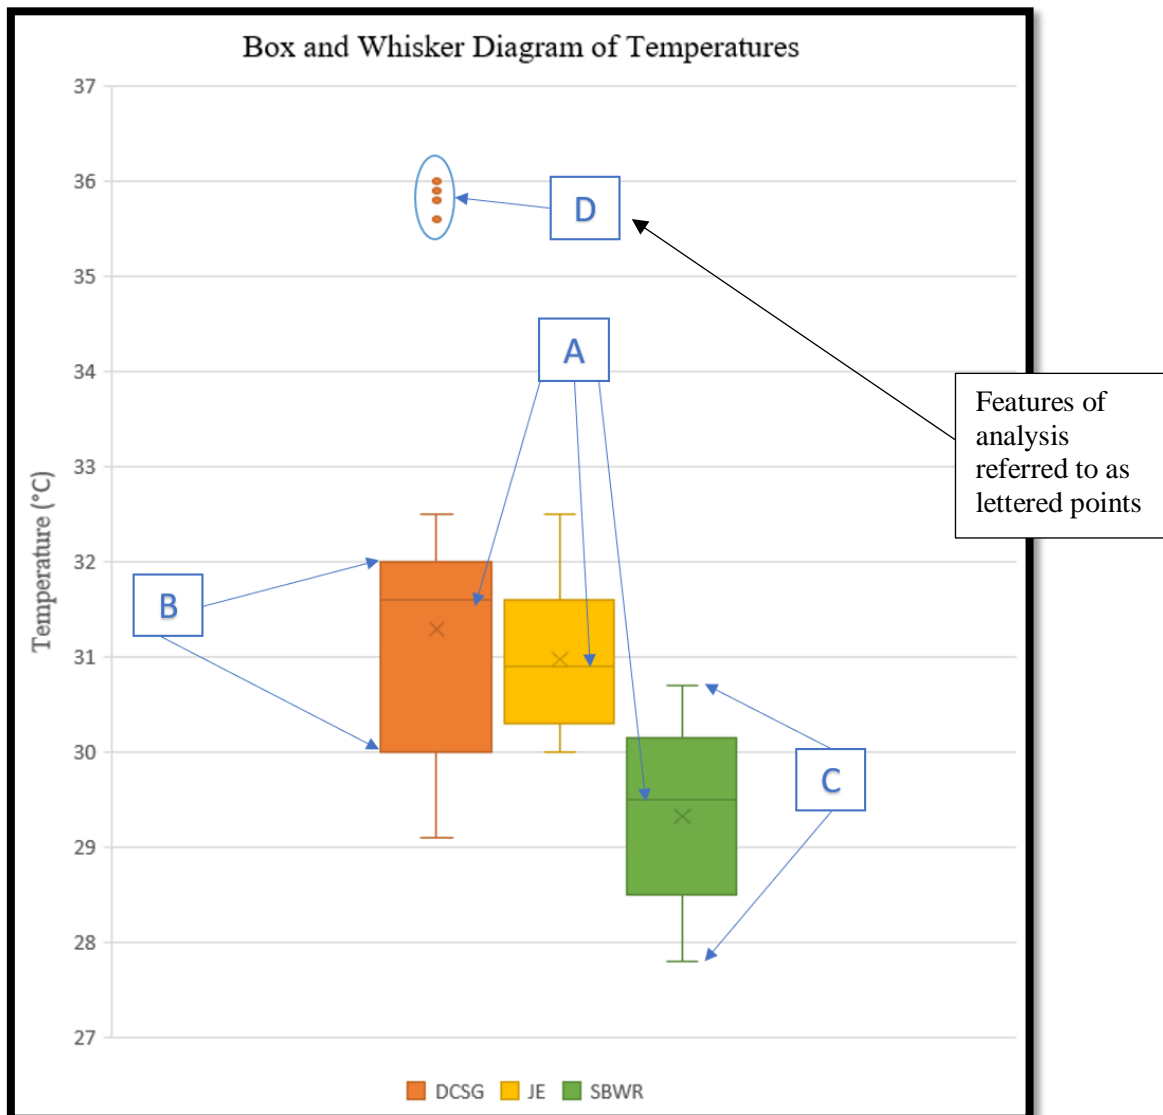 Box and Whisker Diagram of Temperatures
37
36
35
34
33
32
31
30
29
28
27
Temperature (°C)
D
A
B
C
Features of
analysis
referred to as
lettered points
DCSG JE SBWR